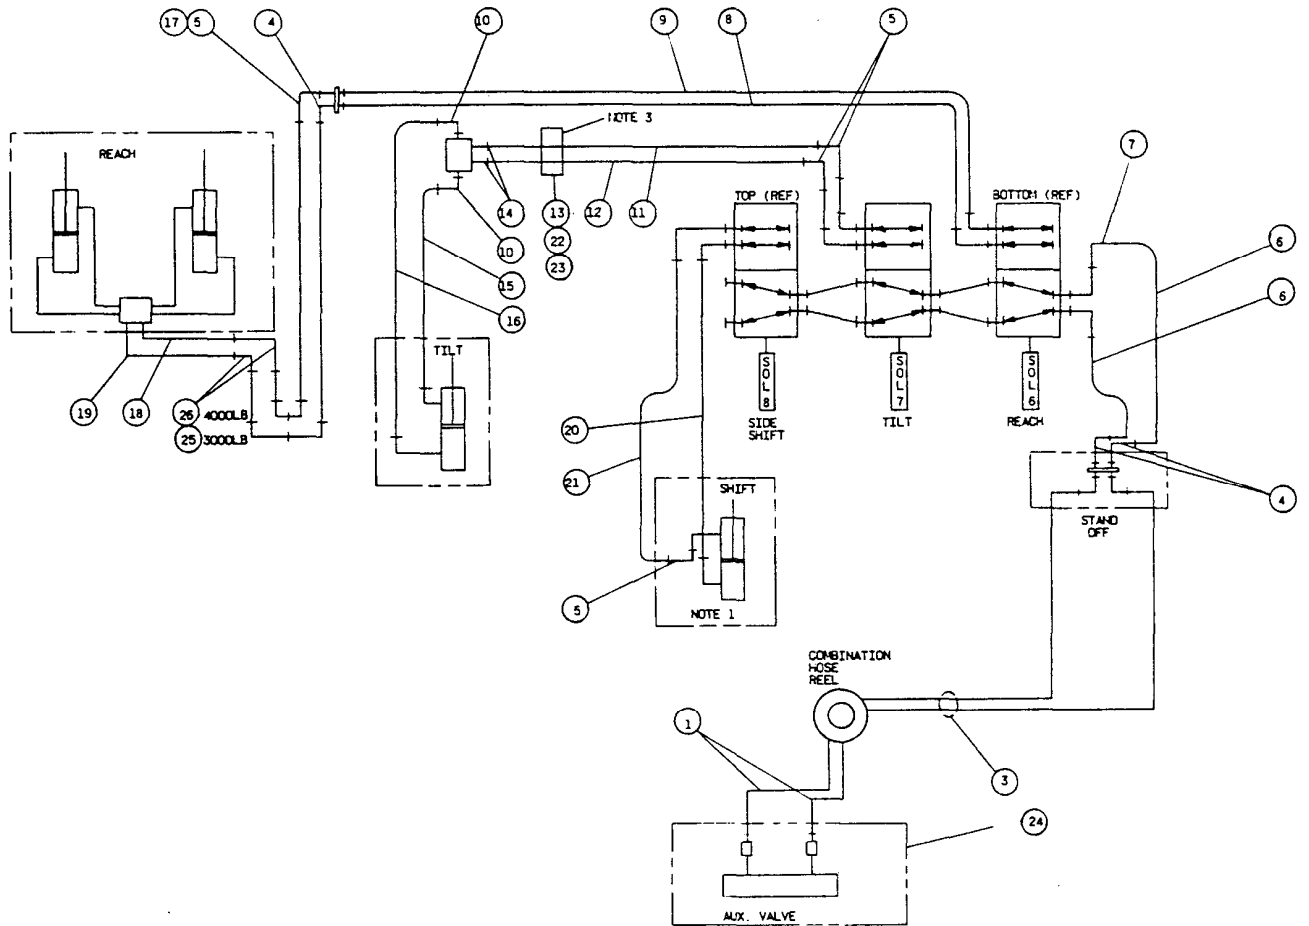 17 5
4
10
9
8
5
NOTE 3
REACH
7
TOP (REF)
BOTTOM (REF)
14
13
12
11
6
10
22
23
15
6
16
TILT
SOL 8
SOL 7
SOL 6
19
18
26 4000LB
25 3000LB
SIDE
SHIFT
TILT
REACH
20
21
SHIFT
4
STAND
OFF
5
NOTE 1
COMBINATION
HOSE
REEL
1
3
24
AUX. VALVE